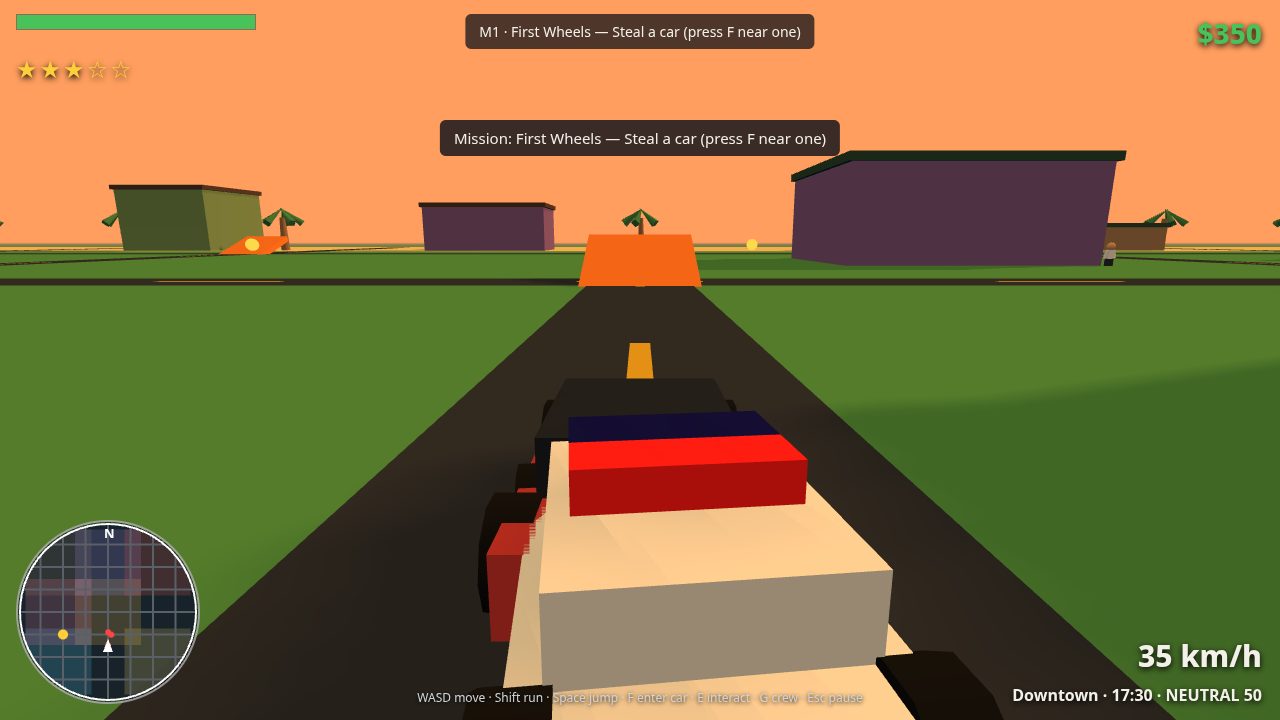 M1 · First Wheels — Steal a car (press F near one)
$350
★★★☆☆
Mission: First Wheels — Steal a car (press F near one)
N
35 km/h
WASD move · Shift run · Space jump · F enter car · E interact · G crew · Esc pause
Downtown · 17:30 · NEUTRAL 50